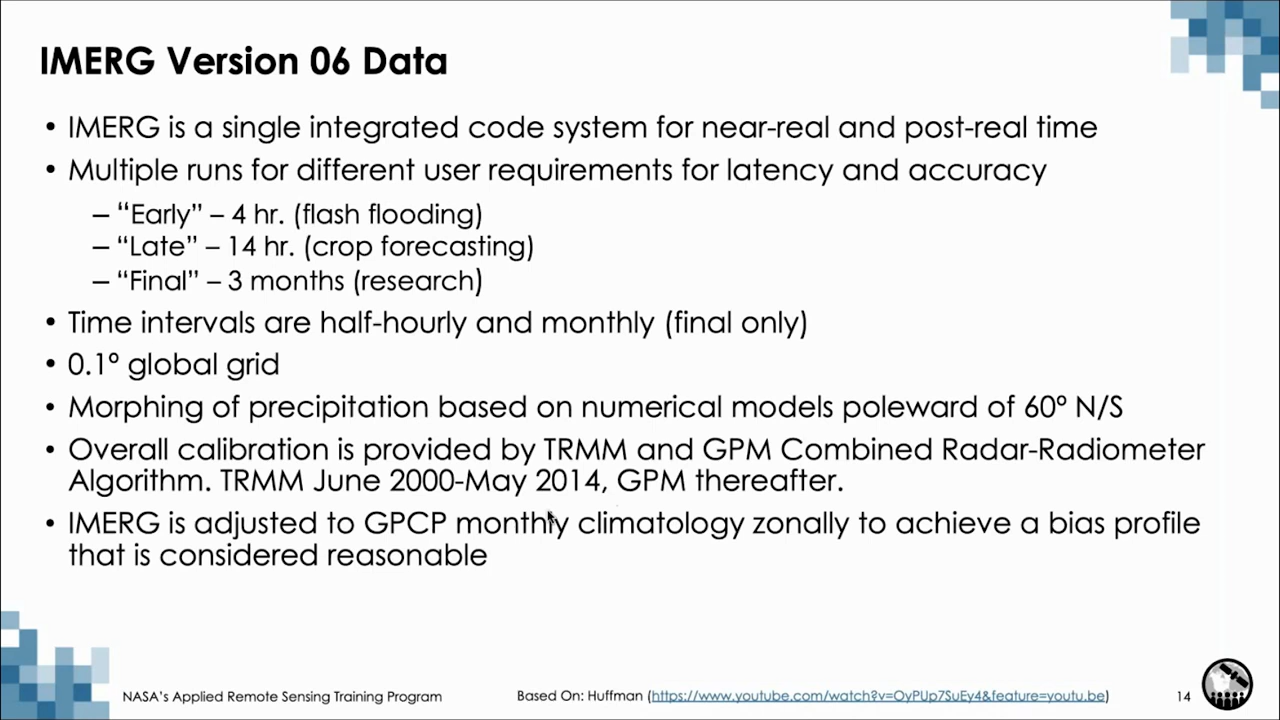 IMERG Version 06 Data
• IMERG is a single integrated code system for near-real and post-real time
• Multiple runs for different user requirements for latency and accuracy
– “Early” – 4 hr. (flash flooding)
– “Late” – 14 hr. (crop forecasting)
– “Final” – 3 months (research)
• Time intervals are half-hourly and monthly (final only)
• 0.1º global grid
• Morphing of precipitation based on numerical models poleward of 60º N/S
• Overall calibration is provided by TRMM and GPM Combined Radar-Radiometer
Algorithm. TRMM June 2000-May 2014, GPM thereafter.
• IMERG is adjusted to GPCP monthly climatology zonally to achieve a bias profile
that is considered reasonable
NASA’s Applied Remote Sensing Training Program
Based On: Huffman (https://www.youtube.com/watch?v=OyPUp7SuEy4&feature=youtu.be)
14